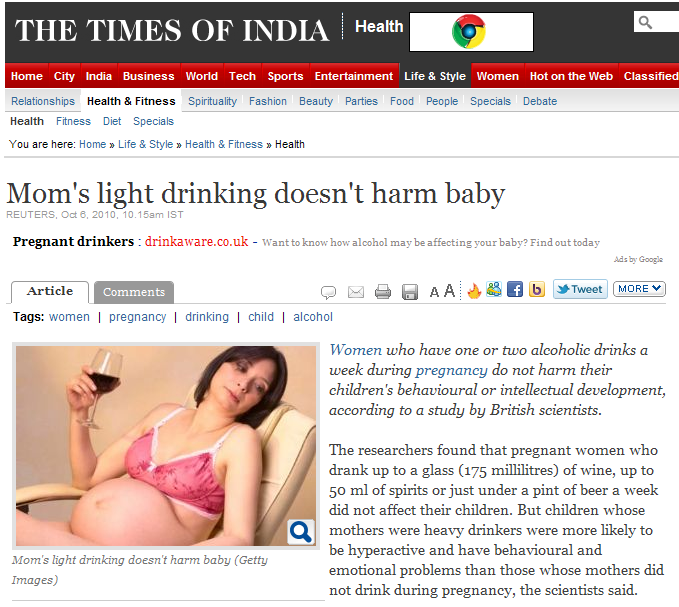 THE TIMES OF INDIA
Health
Home City India Business World Tech Sports Entertainment Life & Style Women Hot on the Web Classified
Relationships Health & Fitness Spirituality Fashion Beauty Parties Food People Specials Debate
Health Fitness Diet Specials
You are here: Home » Life & Style » Health & Fitness » Health
Mom's light drinking doesn't harm baby
REUTERS, Oct 6, 2010, 10.15am IST
Pregnant drinkers : drinkaware.co.uk - Want to know how alcohol may be affecting your baby? Find out today
Ads by Google
Article Comments
A A
f b Tweet MORE
Tags: women | pregnancy | drinking | child | alcohol
Women who have one or two alcoholic drinks a
week during pregnancy do not harm their
children's behavioural or intellectual development,
according to a study by British scientists.
The researchers found that pregnant women who
drank up to a glass (175 millilitres) of wine, up to
50 ml of spirits or just under a pint of beer a week
did not affect their children. But children whose
mothers were heavy drinkers were more likely to
be hyperactive and have behavioural and
emotional problems than those whose mothers did
not drink during pregnancy, the scientists said.
Mom's light drinking doesn't harm baby (Getty
Images)